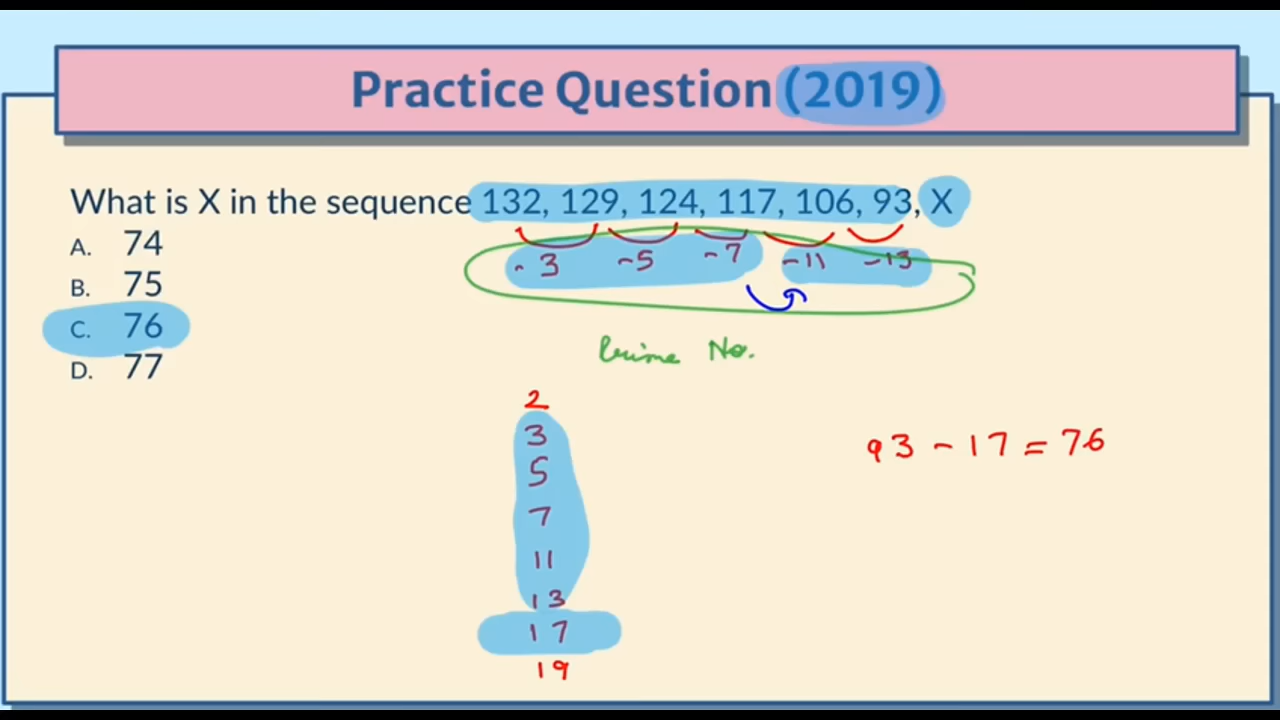 Practice Question (2019)
What is X in the sequence 132, 129, 124, 117, 106, 93, X
A. 74
B. 75
C. 76
D. 77
-3 -5 -7 -11 -13
Prime No.
2
3
5
7
11
13
17
19
93 - 17 = 76